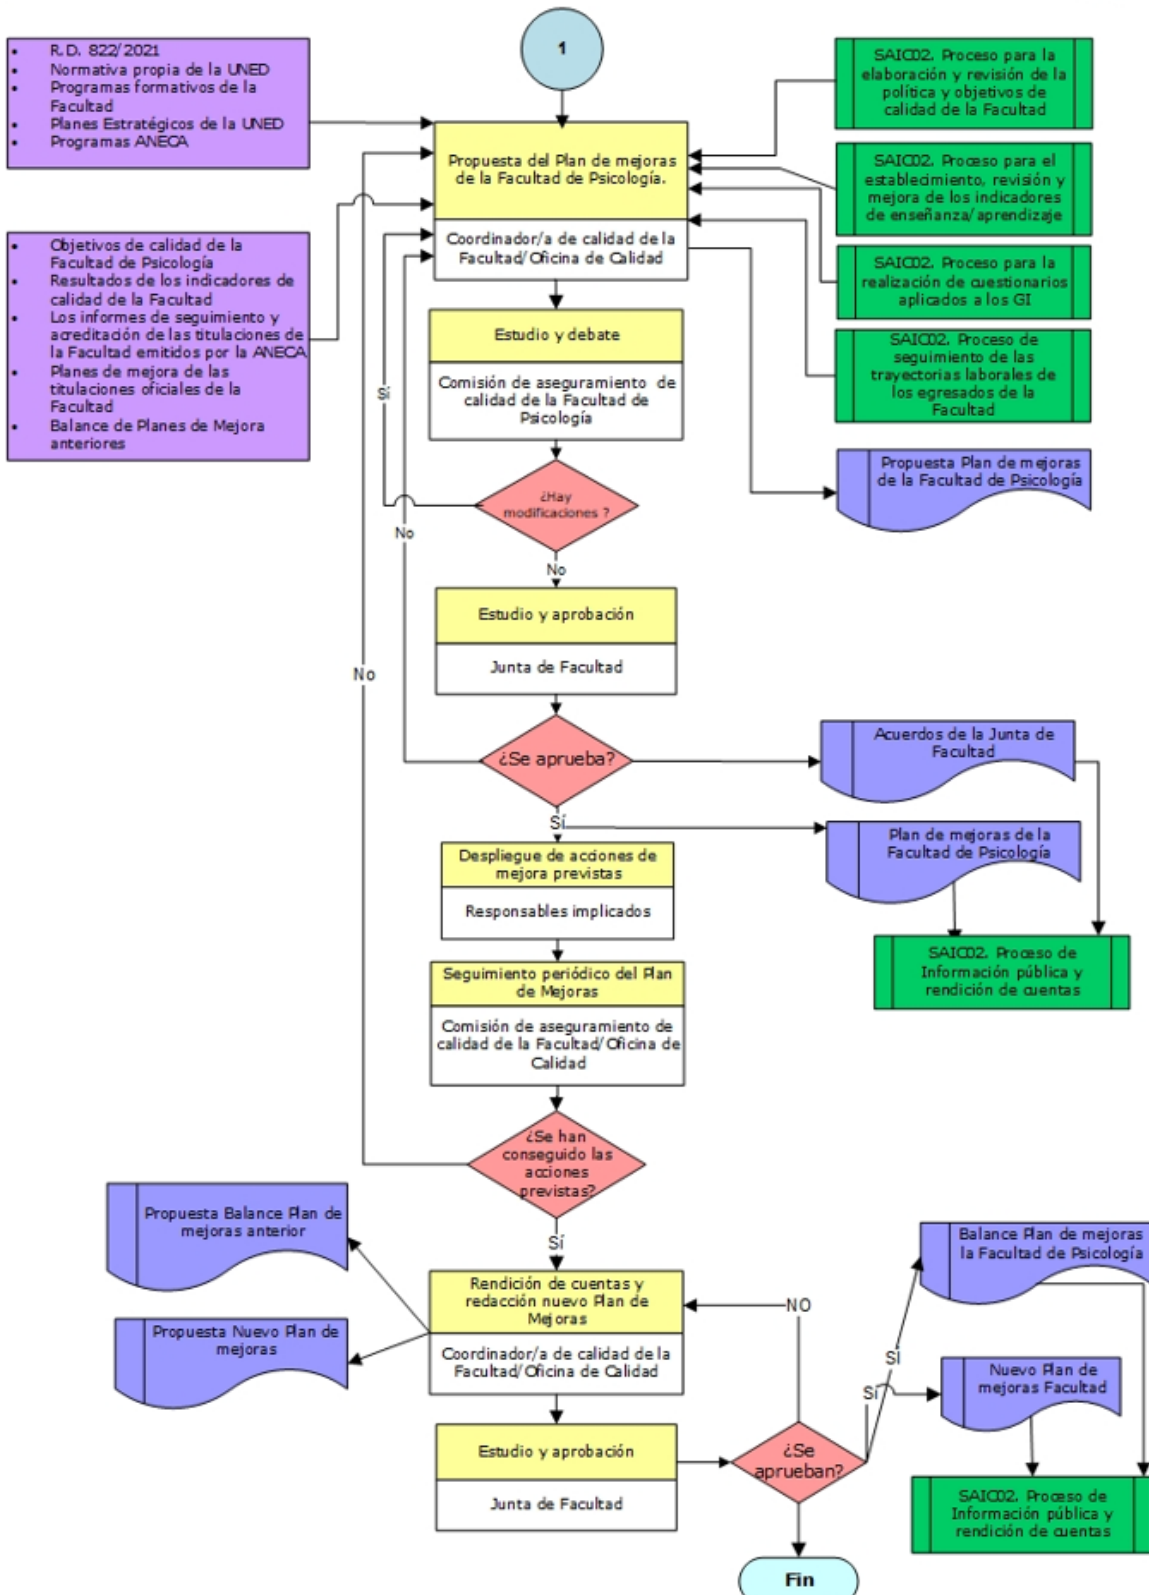 1
R.D. 822/2021
Normativa propia de la UNED
Programas formativos de la
Facultad
Planes Estratégicos de la UNED
Programas ANECA
SAIC02. Proceso para la
elaboración y revisión de la
política y objetivos de
calidad de la Facultad
Propuesta del Plan de mejoras
de la Facultad de Psicología.
Coordinador/a de calidad de la
Facultad/Oficina de Calidad
SAIC02. Proceso para el
establecimiento, revisión y
mejora de los indicadores
de enseñanza/aprendizaje
Objetivos de calidad de la
Facultad de Psicología
Resultados de los indicadores de
calidad de la Facultad
Los informes de seguimiento y
acreditación de las titulaciones de
la Facultad emitidos por la ANECA
Planes de mejora de las
titulaciones oficiales de la
Facultad
Balance de Planes de Mejora
anteriores
SAIC02. Proceso para la
realización de cuestionarios
aplicados a los GI
Estudio y debate
Comisión de aseguramiento de
calidad de la Facultad de
Psicología
SAIC02. Proceso de
seguimiento de las
trayectorias laborales de
los egresados de la
Facultad
Sí
Propuesta Plan de mejoras
de la Facultad de Psicología
¿Hay
modificaciones ?
No
No
Estudio y aprobación
Junta de Facultad
No
¿Se aprueba?
Acuerdos de la Junta de
Facultad
Sí
Plan de mejoras de la
Facultad de Psicología
Despliegue de acciones de
mejora previstas
Responsables implicados
SAIC02. Proceso de
Información pública y
rendición de cuentas
Seguimiento periódico del Plan
de Mejoras
Comisión de aseguramiento de
calidad de la Facultad/Oficina de
Calidad
¿Se han
conseguido las
acciones
previstas?
Propuesta Balance Plan de
mejoras anterior
Sí
Balance Plan de mejoras
la Facultad de Psicología
Rendición de cuentas y
redacción nuevo Plan de
Mejoras
Coordinador/a de calidad de la
Facultad/Oficina de Calidad
NO
Propuesta Nuevo Plan de
mejoras
SÍ
Nuevo Plan de
mejoras Facultad
Sí
Estudio y aprobación
Junta de Facultad
¿Se
aprueban?
SAIC02. Proceso de
Información pública y
rendición de cuentas
Fin